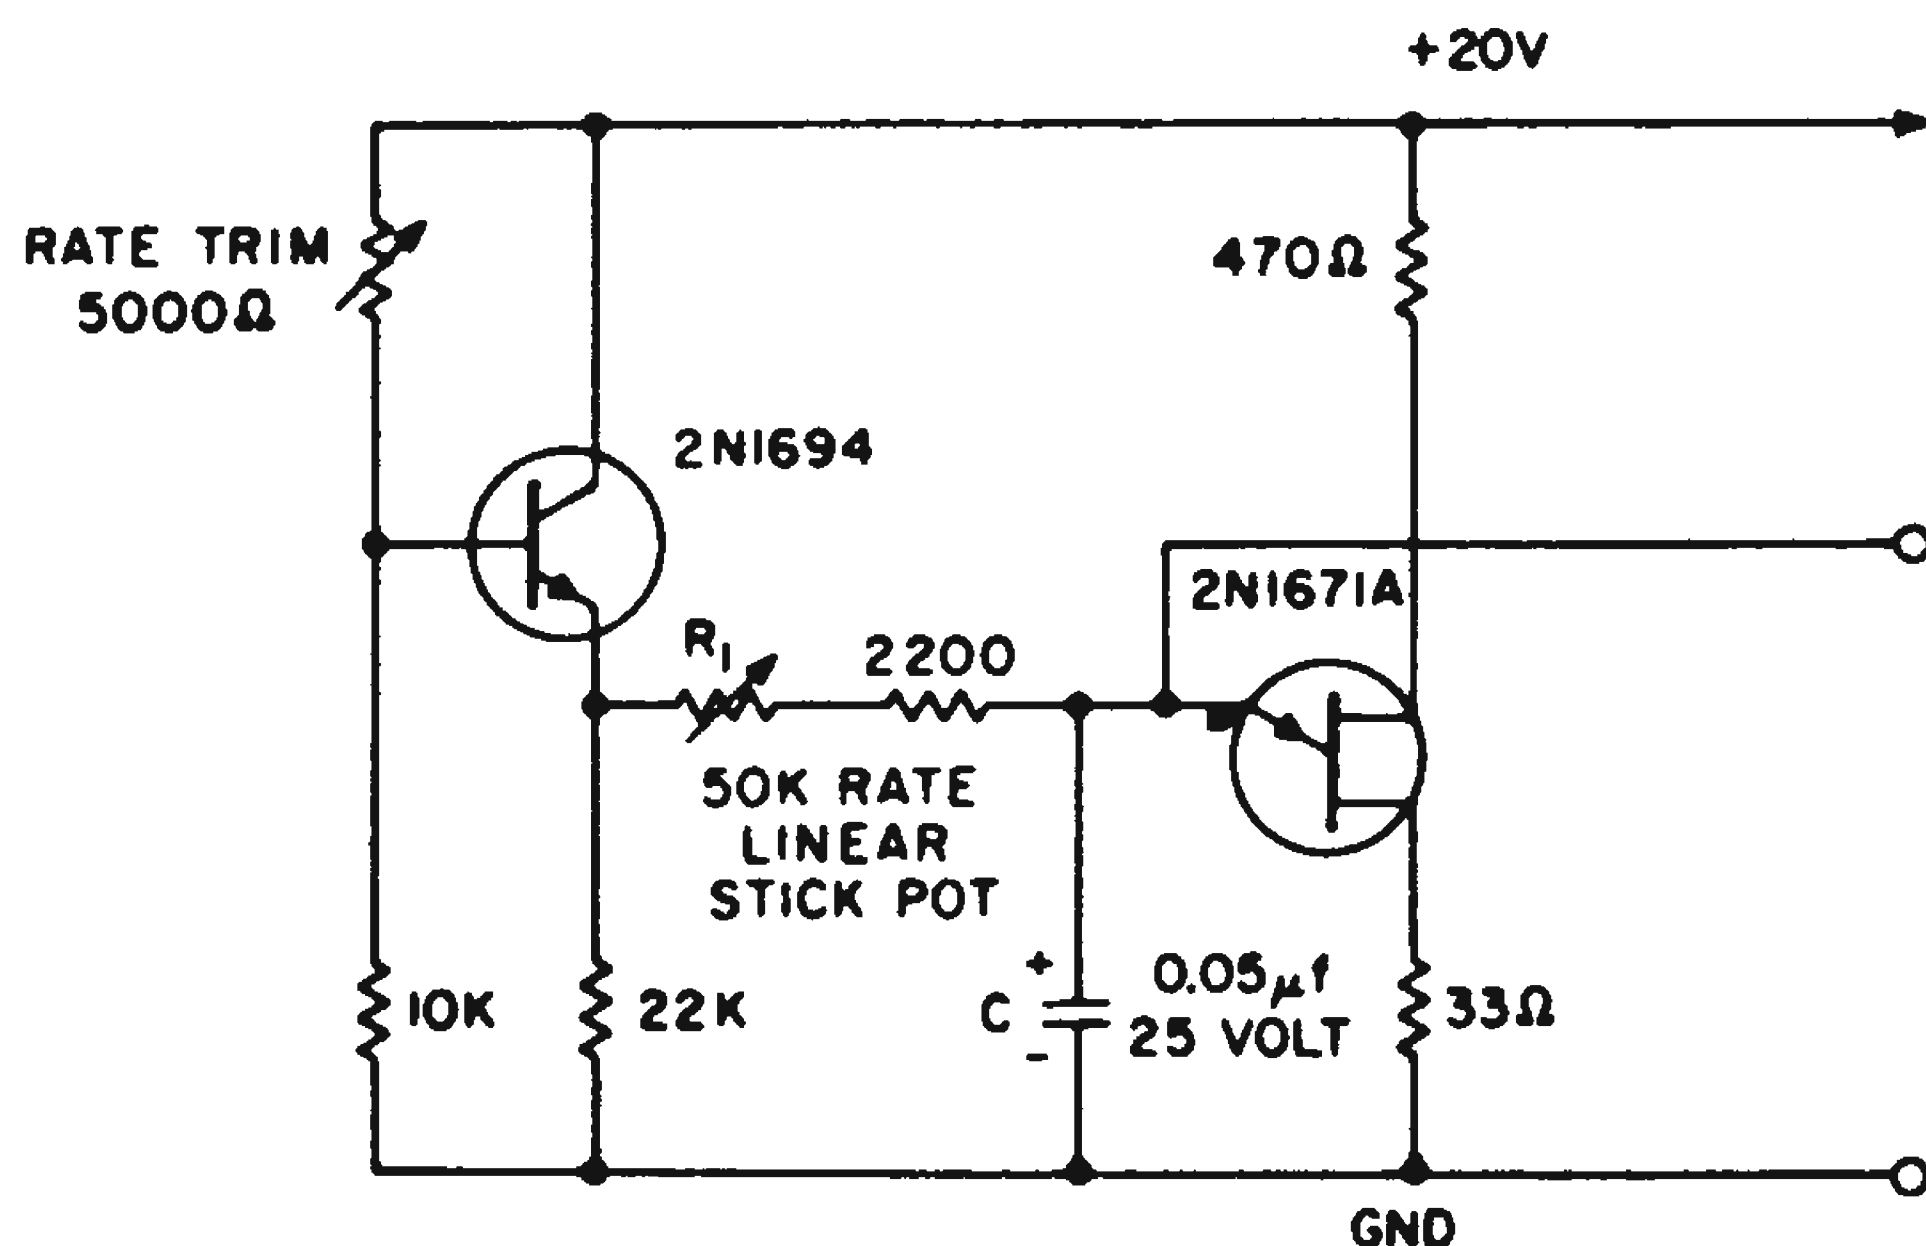 +20V
RATE TRIM
5000Ω
470Ω
2N1694
2N1671A
R1
2200
50K RATE
LINEAR
STICK POT
+
C
-
0.05μf
25 VOLT
10K
22K
33Ω
GND